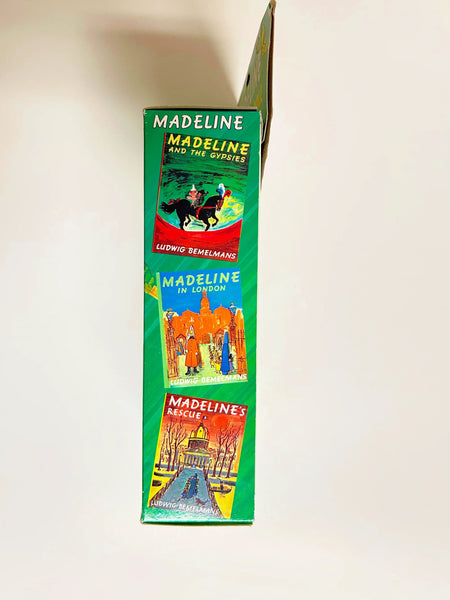 MADELINE
MADELINE
AND THE GYPSIES
LUDWIG BEMELMANS
MADELINE
IN LONDON
LUDWIG BEMELMANS
MADELINE'S
RESCUE
LUDWIG BEMELMANS